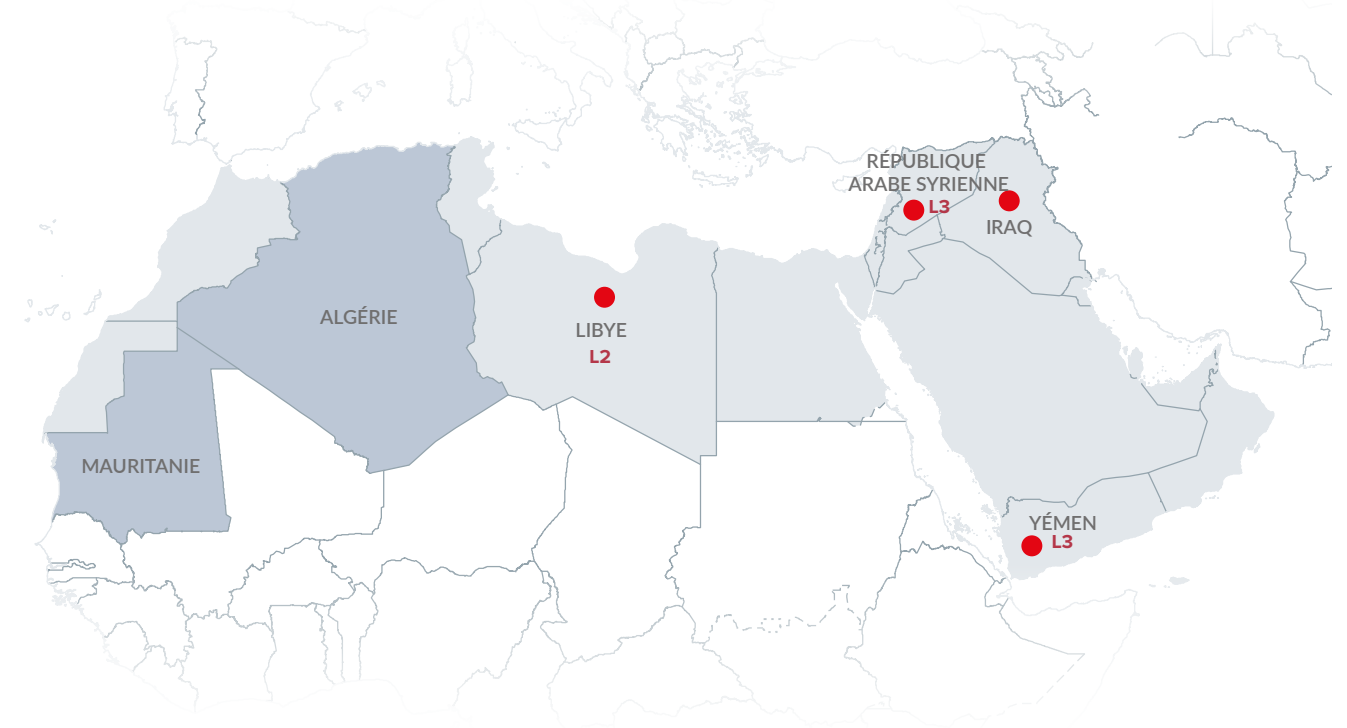 RÉPUBLIQUE
ARABE SYRIENNE
L3
IRAQ
ALGÉRIE
LIBYE
L2
MAURITANIE
YÉMEN
L3